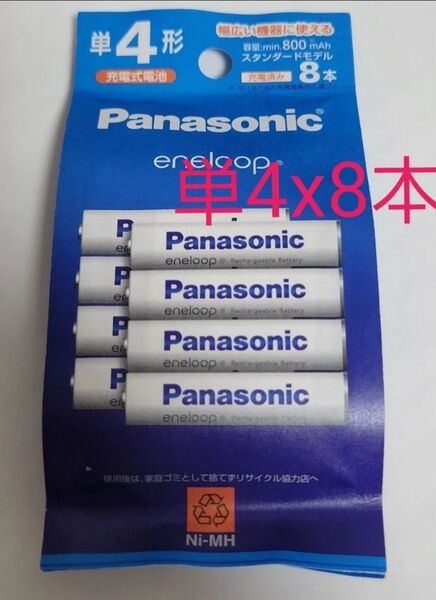 単4形
充電式電池
幅広い機器に使える
容量:min.800mAh
スタンダードモデル
充電済み 8本
Panasonic
eneloop
単4x8本
Panasonic
eneloop Rechargeable Battery
Panasonic
eneloop Rechargeable Battery
Panasonic
eneloop Rechargeable Battery
Panasonic
eneloop Rechargeable Battery
使用後は、家庭ゴミとして捨てずリサイクル協力店へ
Ni-MH